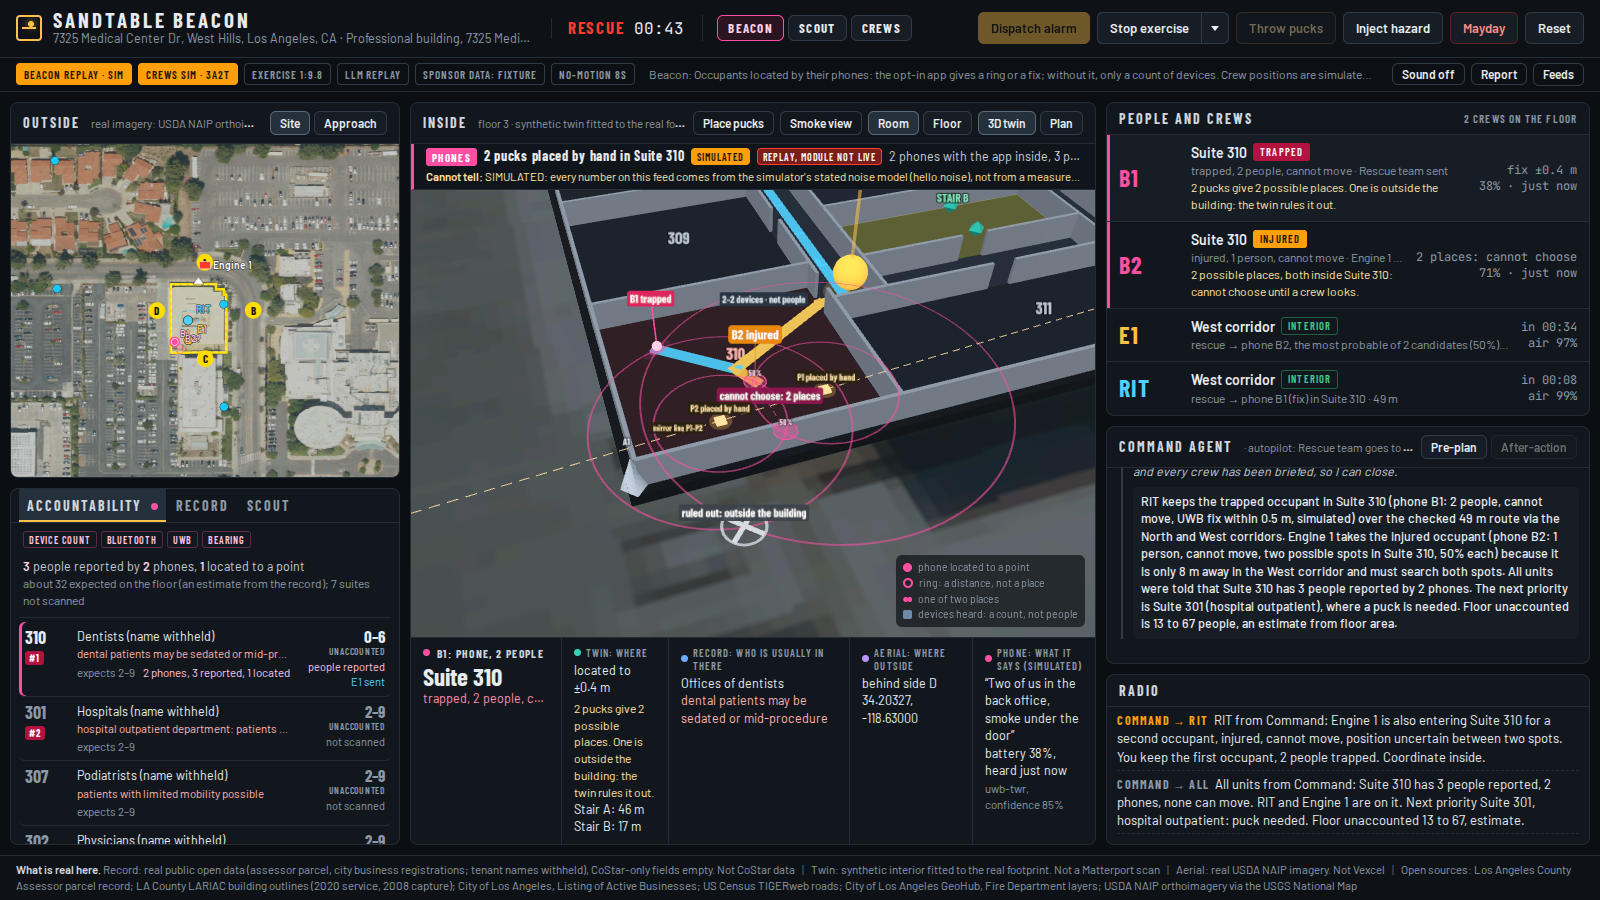 SANDTABLE BEACON
7325 Medical Center Dr, West Hills, Los Angeles, CA · Professional building, 7325 Medi...
RESCUE 00:43
BEACON
SCOUT
CREWS
Dispatch alarm
Stop exercise
Throw pucks
Inject hazard
Mayday
Reset
BEACON REPLAY · SIM
CREWS SIM · 3A2T
EXERCISE 1:9.8
LLM REPLAY
SPONSOR DATA: FIXTURE
NO-MOTION 8S
Beacon: Occupants located by their phones: the opt-in app gives a ring or a fix; without it, only a count of devices. Crew positions are simulate...
Sound off
Report
Feeds
OUTSIDE
real imagery: USDA NAIP orthoi...
Site
Approach
Engine 1
D
B
C
RIT
E1
ACCOUNTABILITY
RECORD
SCOUT
DEVICE COUNT
BLUETOOTH
UWB
BEARING
3 people reported by 2 phones, 1 located to a point
about 32 expected on the floor (an estimate from the record); 7 suites
not scanned
310
#1
Dentists (name withheld)
dental patients may be sedated or mid-pr...
expects 2–9 2 phones, 3 reported, 1 located
0–6
UNACCOUNTED
people reported
E1 sent
301
#2
Hospitals (name withheld)
hospital outpatient department: patients ...
expects 2–9
2–9
UNACCOUNTED
not scanned
307
Podiatrists (name withheld)
patients with limited mobility possible
expects 2–9
2–9
UNACCOUNTED
not scanned
302
Physicians (name withheld)
2–9
INSIDE
floor 3 · synthetic twin fitted to the real fo...
Place pucks
Smoke view
Room
Floor
3D twin
Plan
PHONES
2 pucks placed by hand in Suite 310
SIMULATED
REPLAY, MODULE NOT LIVE
2 phones with the app inside, 3 p...
Cannot tell: SIMULATED: every number on this feed comes from the simulator's stated noise model (hello.noise), not from a measure...
STAIR B
309
311
B1 trapped
2-2 devices · not people
B2 injured
310
50%
P1 placed by hand
cannot choose: 2 places
P2 placed by hand
mirror line P1-P2
50%
A1
ruled out: outside the building
phone located to a point
ring: a distance, not a place
one of two places
devices heard: a count, not people
B1: PHONE, 2 PEOPLE
Suite 310
trapped, 2 people, c...
TWIN: WHERE
located to
±0.4 m
2 pucks give 2
possible
places. One is
outside the
building: the
twin rules it out.
Stair A: 46 m
Stair B: 17 m
RECORD: WHO IS USUALLY IN
THERE
Offices of dentists
dental patients may be
sedated or mid-procedure
AERIAL: WHERE
OUTSIDE
behind side D
34.20327,
-118.63000
PHONE: WHAT IT
SAYS (SIMULATED)
"Two of us in the
back office,
smoke under the
door"
battery 38%,
heard just now
uwb-twr,
confidence 85%
PEOPLE AND CREWS
2 CREWS ON THE FLOOR
B1
Suite 310 TRAPPED
trapped, 2 people, cannot move · Rescue team sent
2 pucks give 2 possible places. One is outside the
building: the twin rules it out.
fix ±0.4 m
38% · just now
B2
Suite 310 INJURED
injured, 1 person, cannot move · Engine 1 ...
2 possible places, both inside Suite 310:
cannot choose until a crew looks.
2 places: cannot choose
71% · just now
E1
West corridor INTERIOR
rescue → phone B2, the most probable of 2 candidates (50%)...
in 00:34
air 97%
RIT
West corridor INTERIOR
rescue → phone B1 (fix) in Suite 310 · 49 m
in 00:08
air 99%
COMMAND AGENT
· autopilot: Rescue team goes to ...
Pre-plan
After-action
and every crew has been briefed, so I can close.
RIT keeps the trapped occupant in Suite 310 (phone B1: 2 people, cannot
move, UWB fix within 0.5 m, simulated) over the checked 49 m route via the
North and West corridors. Engine 1 takes the injured occupant (phone B2: 1
person, cannot move, two possible spots in Suite 310, 50% each) because it
is only 8 m away in the West corridor and must search both spots. All units
were told that Suite 310 has 3 people reported by 2 phones. The next priority
is Suite 301 (hospital outpatient), where a puck is needed. Floor unaccounted
is 13 to 67 people, an estimate from floor area.
RADIO
COMMAND → RIT RIT from Command: Engine 1 is also entering Suite 310 for a
second occupant, injured, cannot move, position uncertain between two spots.
You keep the first occupant, 2 people trapped. Coordinate inside.
COMMAND → ALL All units from Command: Suite 310 has 3 people reported, 2
phones, none can move. RIT and Engine 1 are on it. Next priority Suite 301,
hospital outpatient: puck needed. Floor unaccounted 13 to 67, estimate.
What is real here. Record: real public open data (assessor parcel, city business registrations; tenant names withheld), CoStar-only fields empty. Not CoStar data | Twin: synthetic interior fitted to the real footprint. Not a Matterport scan | Aerial: real USDA NAIP imagery. Not Vexcel | Open sources: Los Angeles County
Assessor parcel record; LA County LARIAC building outlines (2020 service, 2008 capture); City of Los Angeles, Listing of Active Businesses; US Census TIGERweb roads; City of Los Angeles GeoHub, Fire Department layers; USDA NAIP orthoimagery via the USGS National Map